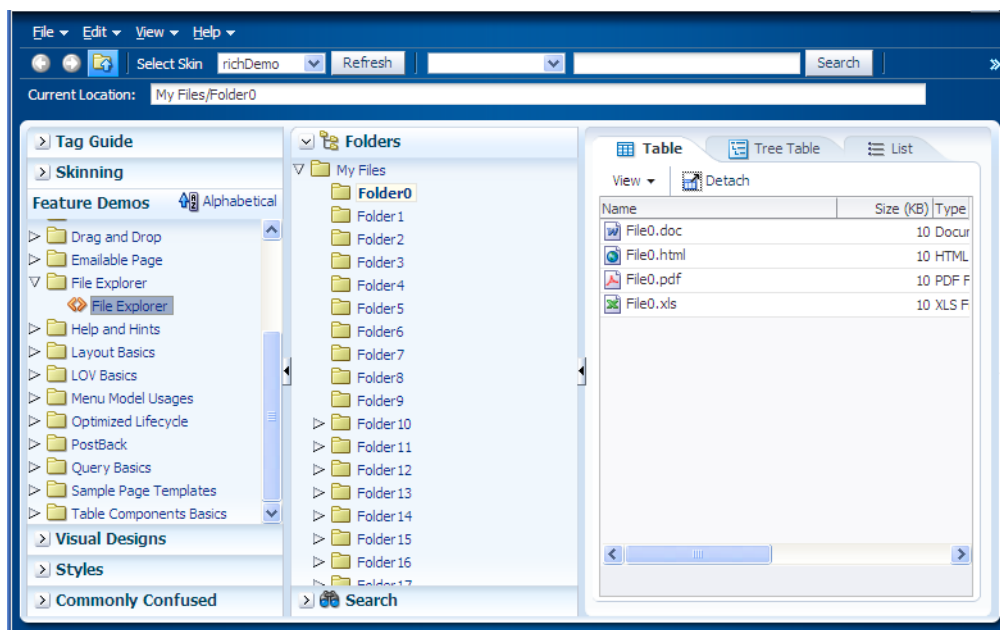 File Edit View Help
Select Skin richDemo Refresh Search
Current Location: My Files/Folder0
Tag Guide
Skinning
Feature Demos Alphabetical
Drag and Drop
Emailable Page
File Explorer
File Explorer
Help and Hints
Layout Basics
LOV Basics
Menu Model Usages
Optimized Lifecycle
PostBack
Query Basics
Sample Page Templates
Table Components Basics
Visual Designs
Styles
Commonly Confused
Folders
My Files
Folder0
Folder1
Folder2
Folder3
Folder4
Folder5
Folder6
Folder7
Folder8
Folder9
Folder10
Folder11
Folder12
Folder13
Folder14
Folder15
Folder16
Folder17
Search
Table Tree Table List
View Detach
Name Size (KB) Type
File0.doc 10 Docur
File0.html 10 HTML
File0.pdf 10 PDF F
File0.xls 10 XLS F